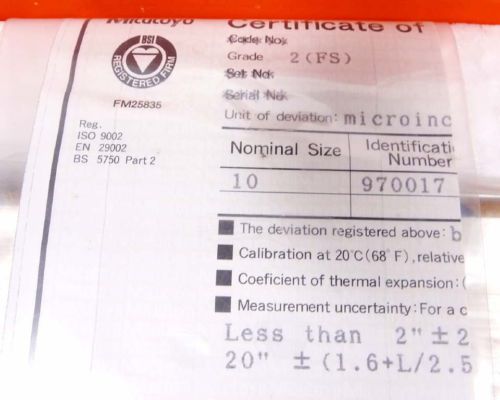 Mitutoyo
Certificate of
BSI
REGISTERED FIRM
FM25835
Code No.
Grade 2(FS)
Set No.
Serial No.
Unit of deviation: microinc
Reg.
ISO 9002
EN 29002
BS 5750 Part 2
Nominal Size Identificati
Number
10 970017
The deviation registered above: b
Calibration at 20°C(68°F), relative
Coeficient of thermal expansion: (
Measurement uncertainty: For a c
Less than 2" ± 2
20" ± (1.6+L/2.5